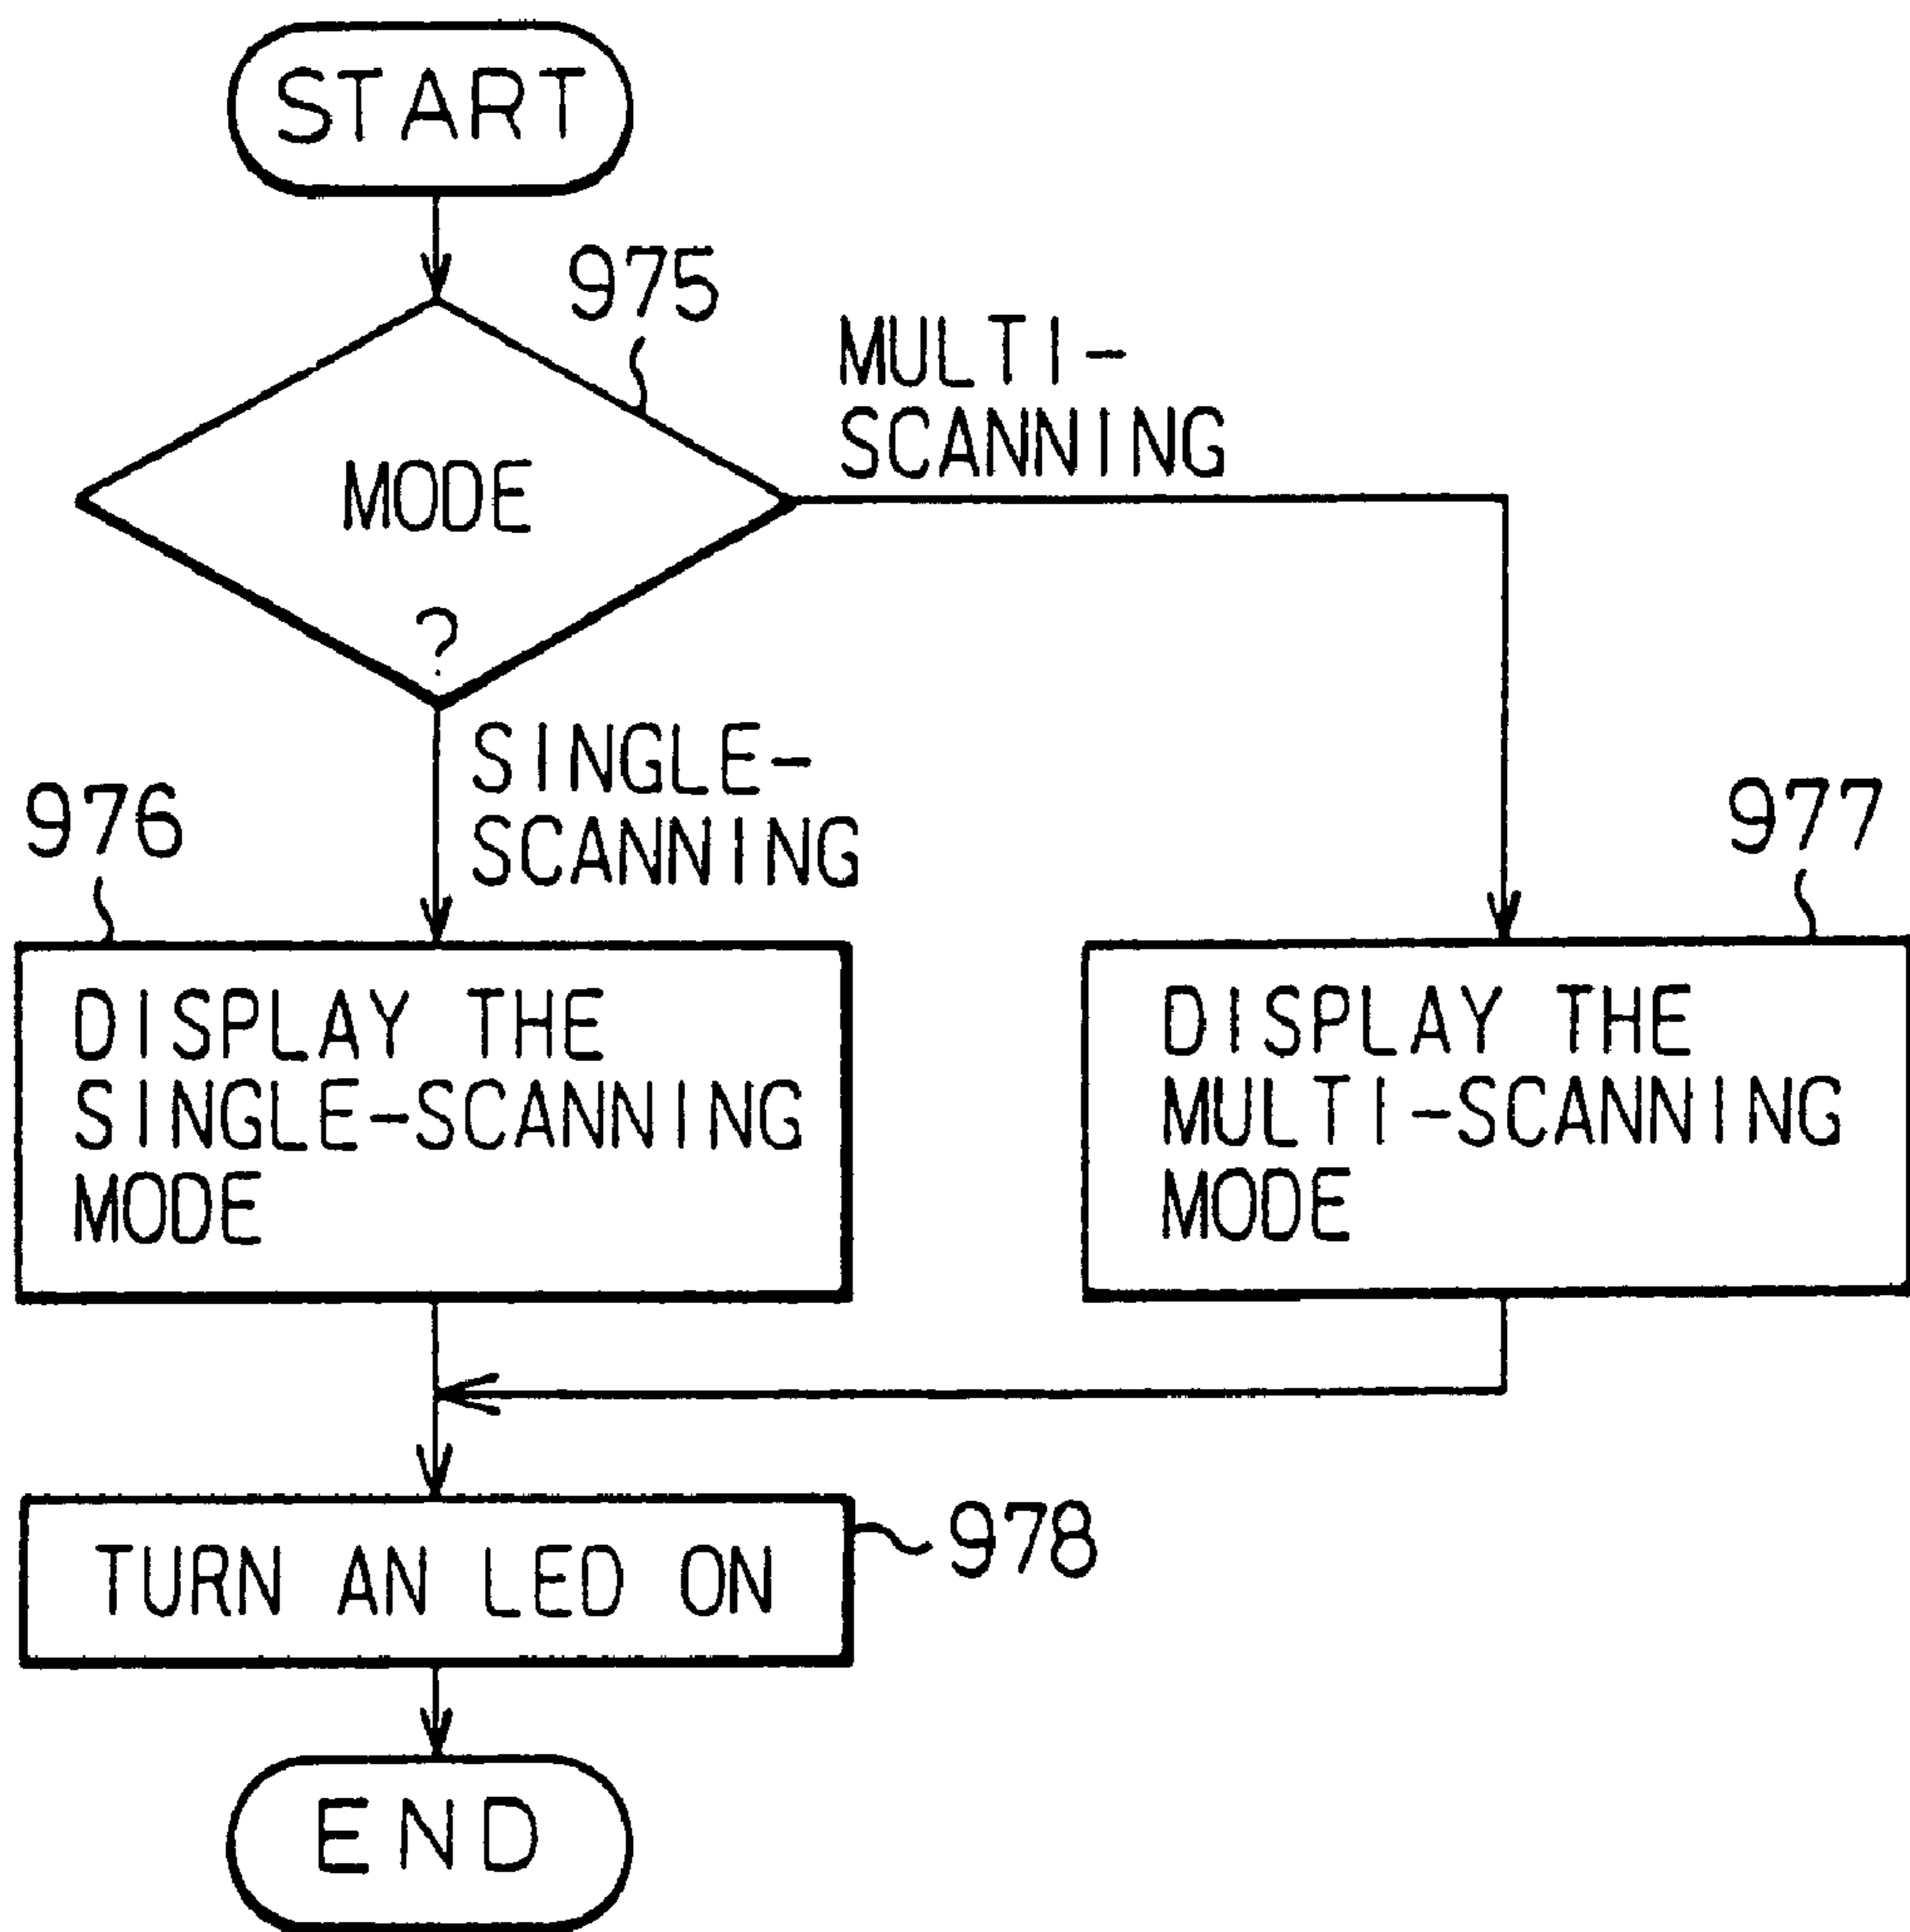 START
975
MULTI-
SCANNING
MODE
?
SINGLE-
SCANNING
976
977
DISPLAY THE
SINGLE-SCANNING
MODE
DISPLAY THE
MULTI-SCANNING
MODE
TURN AN LED ON
978
END